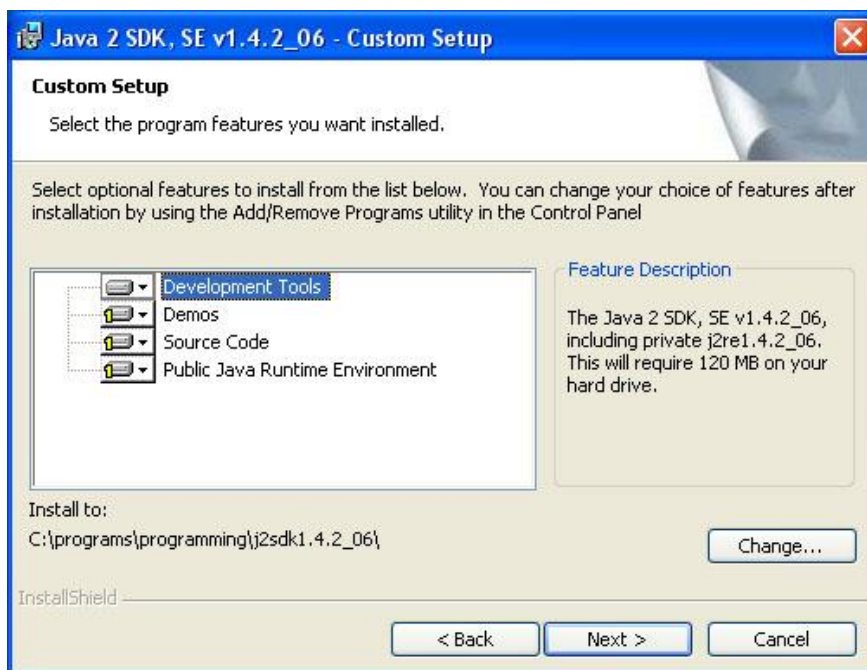 Java 2 SDK, SE v1.4.2_06 - Custom Setup
Custom Setup
Select the program features you want installed.
Select optional features to install from the list below.  You can change your choice of features after
installation by using the Add/Remove Programs utility in the Control Panel
Development Tools
Demos
Source Code
Public Java Runtime Environment
Feature Description
The Java 2 SDK, SE v1.4.2_06,
including private j2re1.4.2_06.
This will require 120 MB on your
hard drive.
Install to:
C:\programs\programming\j2sdk1.4.2_06\
Change...
InstallShield
< Back
Next >
Cancel